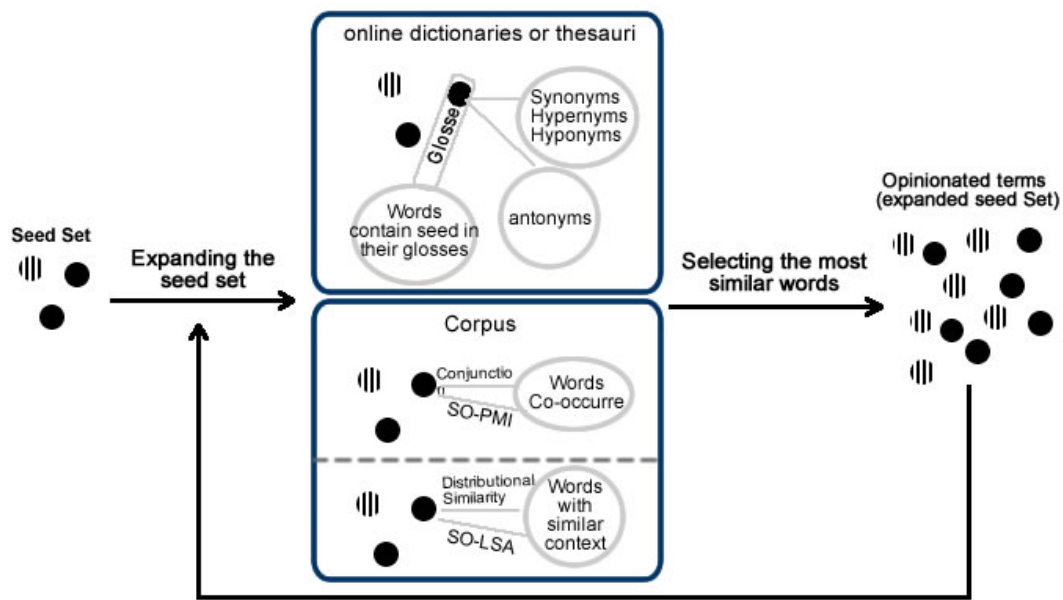 Seed Set
Expanding the
seed set
online dictionaries or thesauri
Glosse
Synonyms
Hypernyms
Hyponyms
Words
contain seed in
their glosses
antonyms
Corpus
Conjunctio
n
SO-PMI
Words
Co-occurre
Distributional
Similarity
SO-LSA
Words
with
similar
context
Selecting the most
similar words
Opinionated terms
(expanded seed Set)